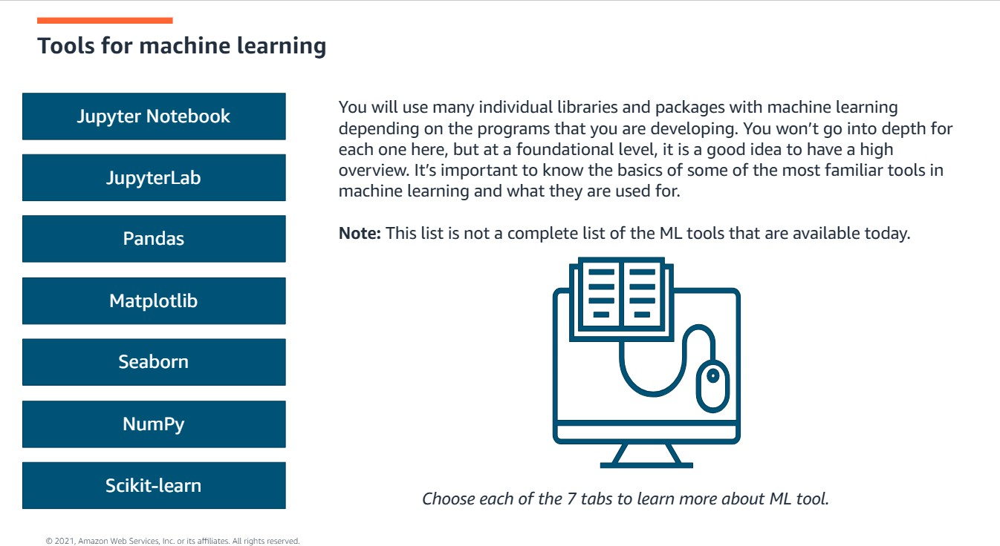 Tools for machine learning
Jupyter Notebook
JupyterLab
Pandas
Matplotlib
Seaborn
NumPy
Scikit-learn
You will use many individual libraries and packages with machine learning
depending on the programs that you are developing. You won't go into depth for
each one here, but at a foundational level, it is a good idea to have a high
overview. It's important to know the basics of some of the most familiar tools in
machine learning and what they are used for.
Note: This list is not a complete list of the ML tools that are available today.
Choose each of the 7 tabs to learn more about ML tool.
© 2021, Amazon Web Services, Inc. or its affiliates. All rights reserved.